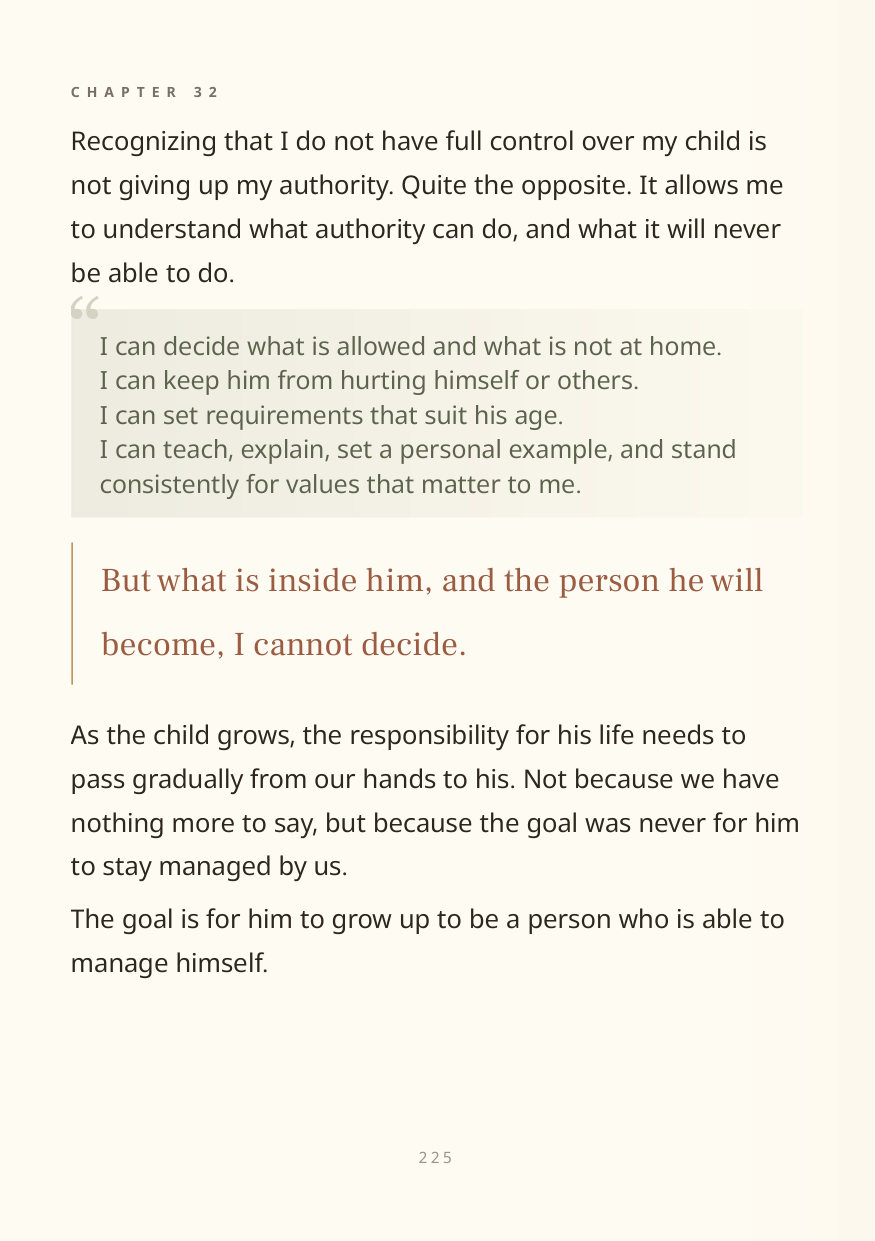 CHAPTER 32
Recognizing that I do not have full control over my child is
not giving up my authority. Quite the opposite. It allows me
to understand what authority can do, and what it will never
be able to do.
“
I can decide what is allowed and what is not at home.
I can keep him from hurting himself or others.
I can set requirements that suit his age.
I can teach, explain, set a personal example, and stand
consistently for values that matter to me.
But what is inside him, and the person he will
become, I cannot decide.
As the child grows, the responsibility for his life needs to
pass gradually from our hands to his. Not because we have
nothing more to say, but because the goal was never for him
to stay managed by us.
The goal is for him to grow up to be a person who is able to
manage himself.
225